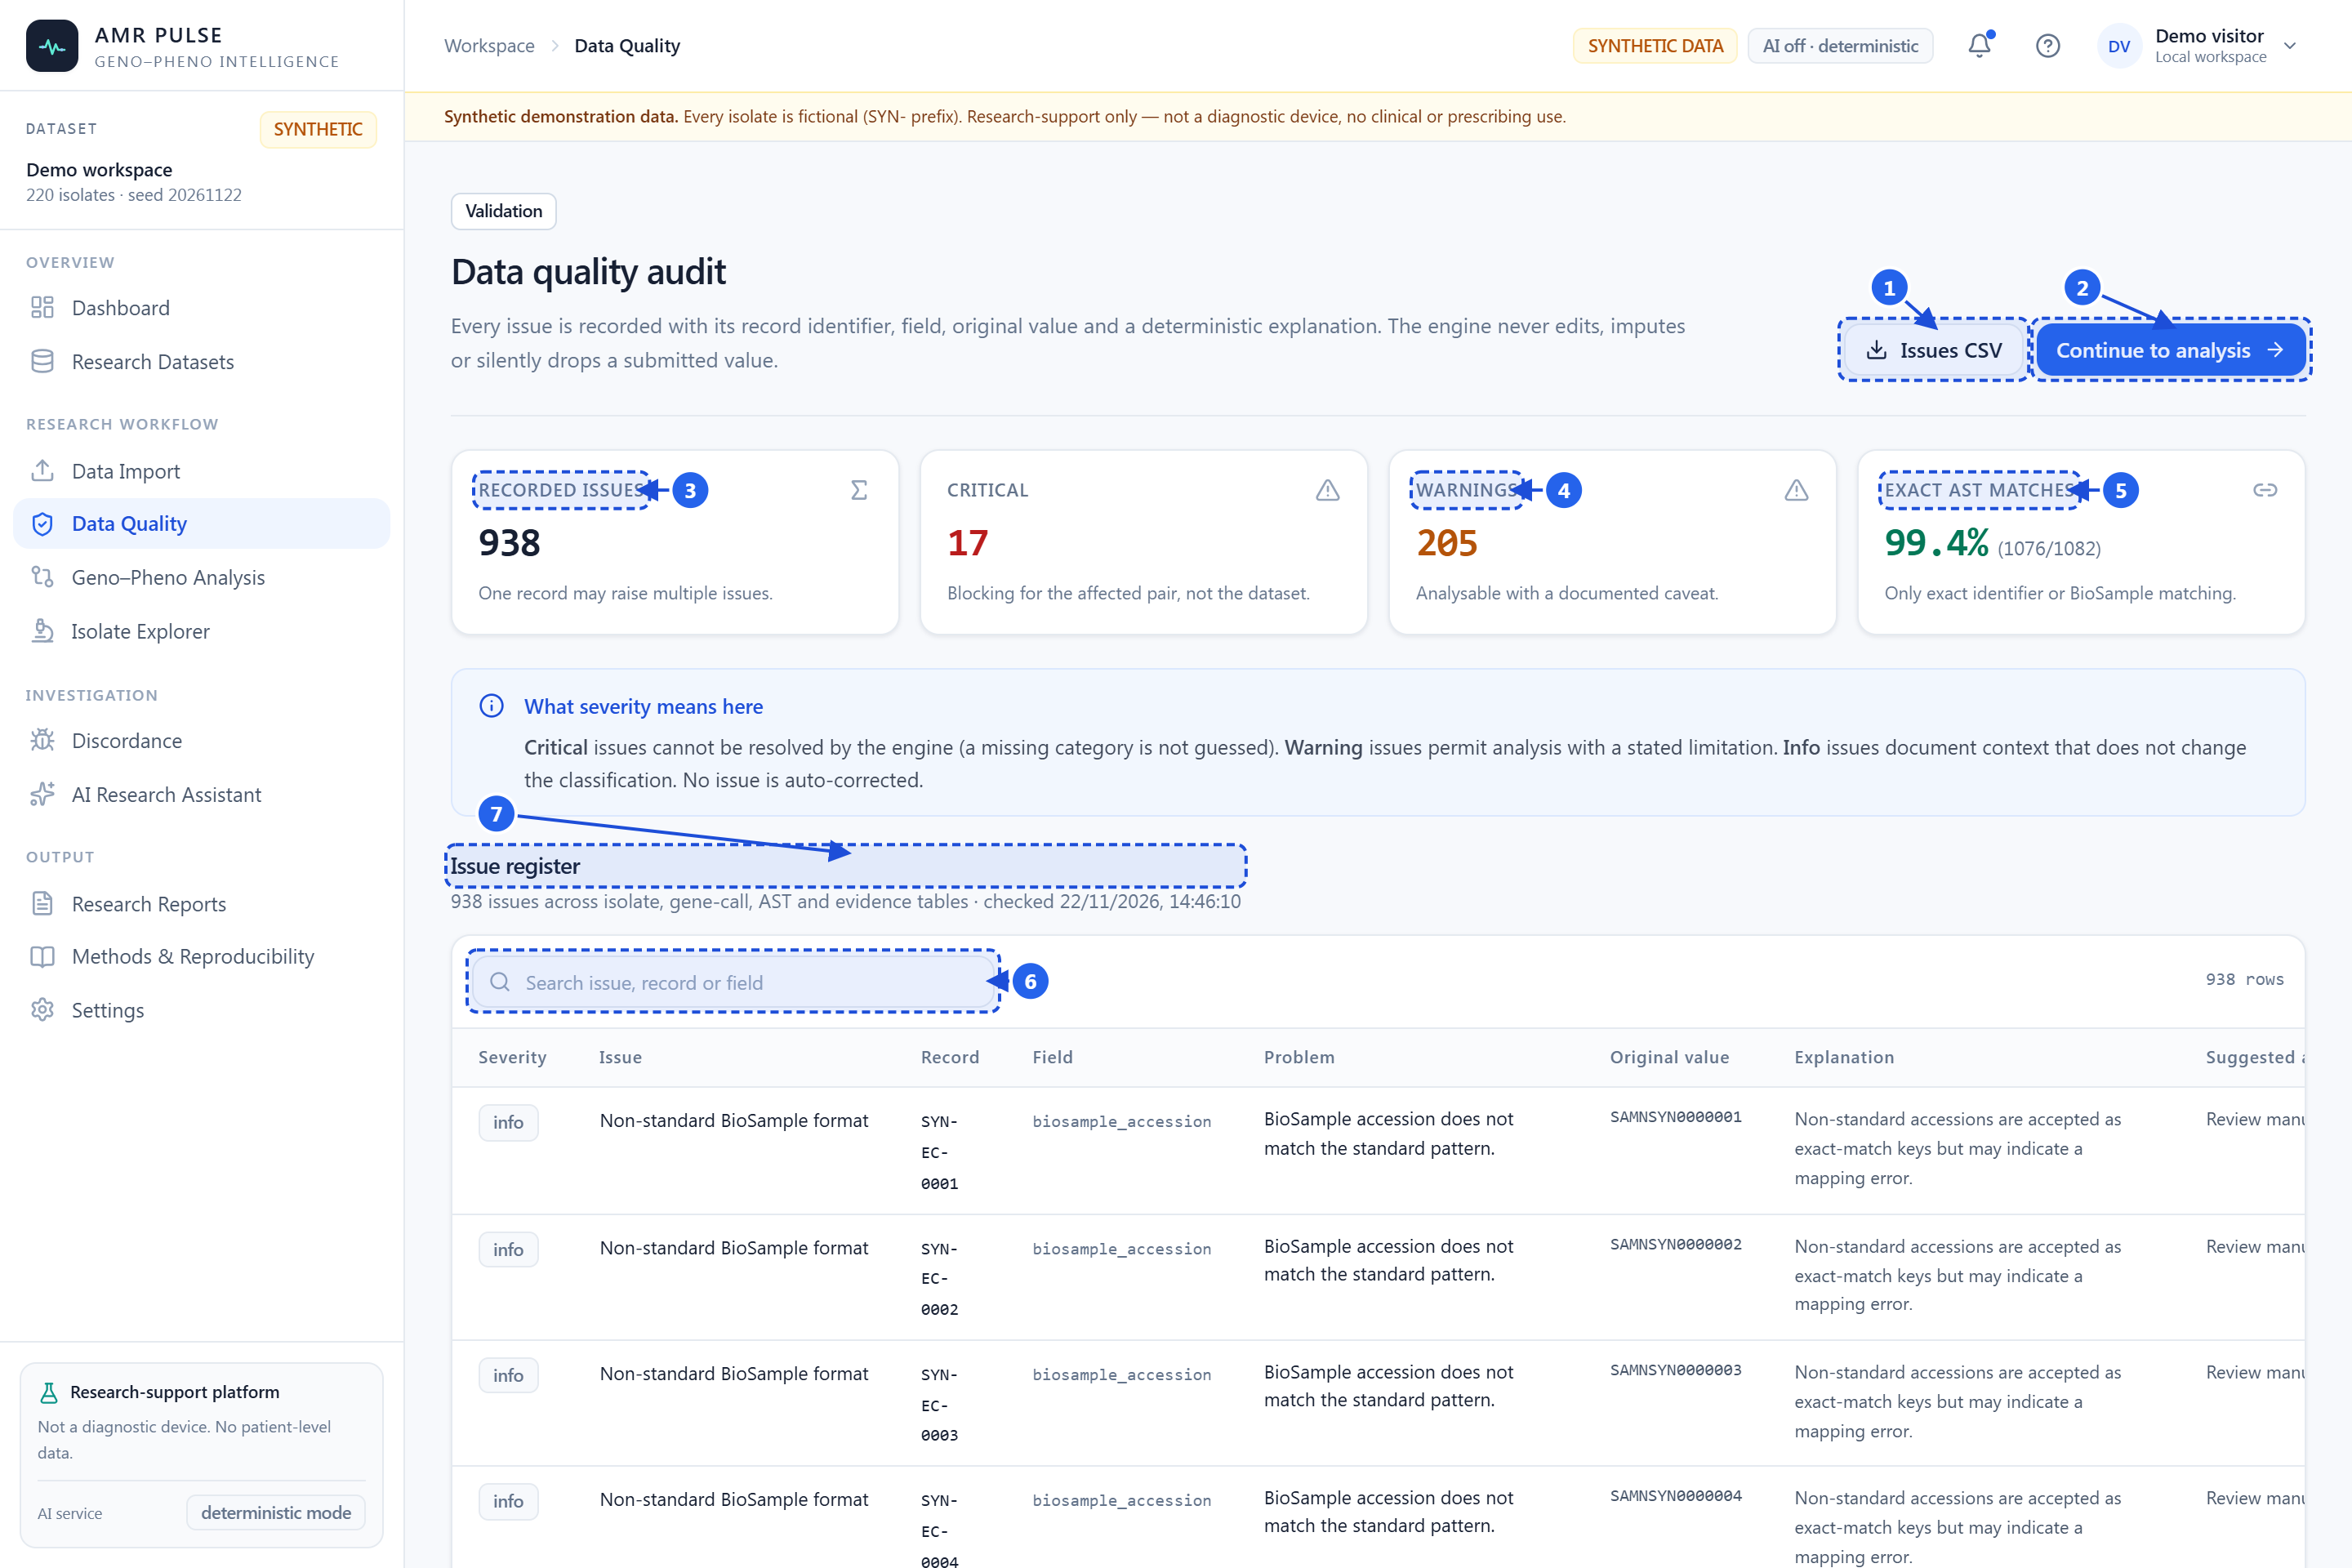 AMR PULSE
GENO–PHENO INTELLIGENCE
DATASET
SYNTHETIC
Demo workspace
220 isolates · seed 20261122
OVERVIEW
Dashboard
Research Datasets
RESEARCH WORKFLOW
Data Import
Data Quality
Geno–Pheno Analysis
Isolate Explorer
INVESTIGATION
Discordance
AI Research Assistant
OUTPUT
Research Reports
Methods & Reproducibility
Settings
Research-support platform
Not a diagnostic device. No patient-level
data.
AI service
deterministic mode
Workspace
Data Quality
SYNTHETIC DATA
AI off · deterministic
DV
Demo visitor
Local workspace
Synthetic demonstration data. Every isolate is fictional (SYN- prefix). Research-support only — not a diagnostic device, no clinical or prescribing use.
Validation
Data quality audit
Every issue is recorded with its record identifier, field, original value and a deterministic explanation. The engine never edits, imputes
or silently drops a submitted value.
1
2
Issues CSV
Continue to analysis
RECORDED ISSUES
3
938
One record may raise multiple issues.
CRITICAL
17
Blocking for the affected pair, not the dataset.
WARNINGS
4
205
Analysable with a documented caveat.
EXACT AST MATCHES
5
99.4% (1076/1082)
Only exact identifier or BioSample matching.
What severity means here
Critical issues cannot be resolved by the engine (a missing category is not guessed). Warning issues permit analysis with a stated limitation. Info issues document context that does not change
the classification. No issue is auto-corrected.
7
Issue register
938 issues across isolate, gene-call, AST and evidence tables · checked 22/11/2026, 14:46:10
Search issue, record or field
6
938 rows
Severity
Issue
Record
Field
Problem
Original value
Explanation
Suggested
info
Non-standard BioSample format
SYN-
EC-
0001
biosample_accession
BioSample accession does not
match the standard pattern.
SAMNSYN0000001
Non-standard accessions are accepted as
exact-match keys but may indicate a
mapping error.
Review
info
Non-standard BioSample format
SYN-
EC-
0002
biosample_accession
BioSample accession does not
match the standard pattern.
SAMNSYN0000002
Non-standard accessions are accepted as
exact-match keys but may indicate a
mapping error.
Review
info
Non-standard BioSample format
SYN-
EC-
0003
biosample_accession
BioSample accession does not
match the standard pattern.
SAMNSYN0000003
Non-standard accessions are accepted as
exact-match keys but may indicate a
mapping error.
Review
info
Non-standard BioSample format
SYN-
EC-
0004
biosample_accession
BioSample accession does not
match the standard pattern.
SAMNSYN0000004
Non-standard accessions are accepted as
exact-match keys but may indicate a
mapping error.
Review